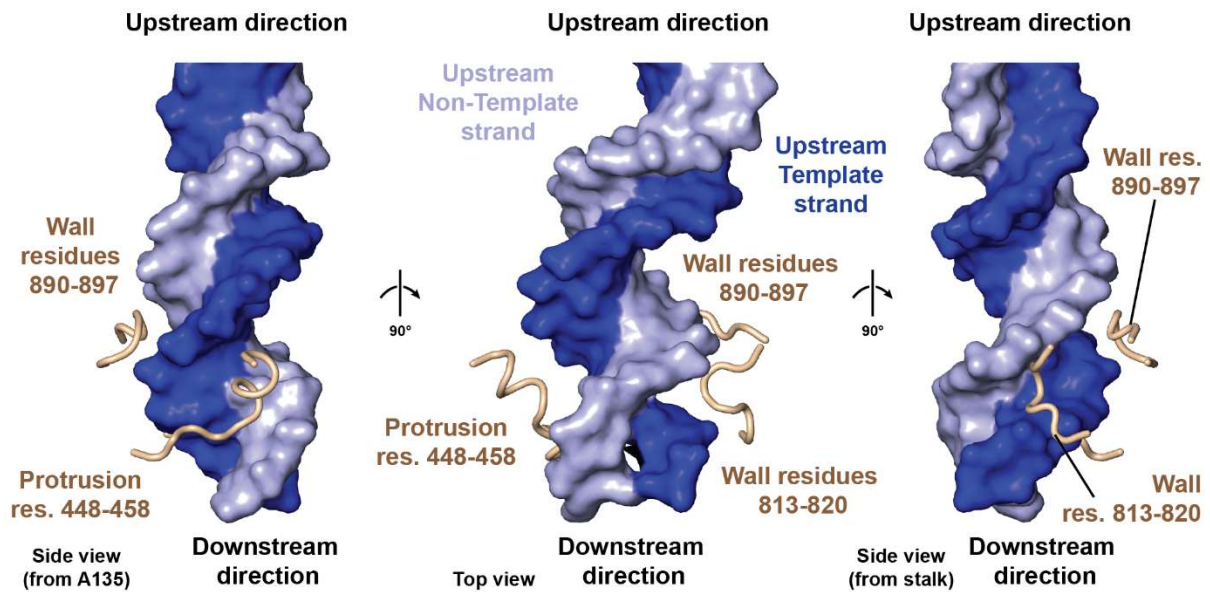 Upstream direction
Upstream direction
Upstream direction
Upstream
Non-Template
strand
Upstream
Template
strand
Wall res.
890-897
Wall
residues
890-897
Wall residues
890-897
90°
90°
Protrusion
res. 448-458
Protrusion
res. 448-458
Wall residues
813-820
Wall
res. 813-820
Side view
(from A135)
Downstream
direction
Top view
Downstream
direction
Side view
(from stalk)
Downstream
direction